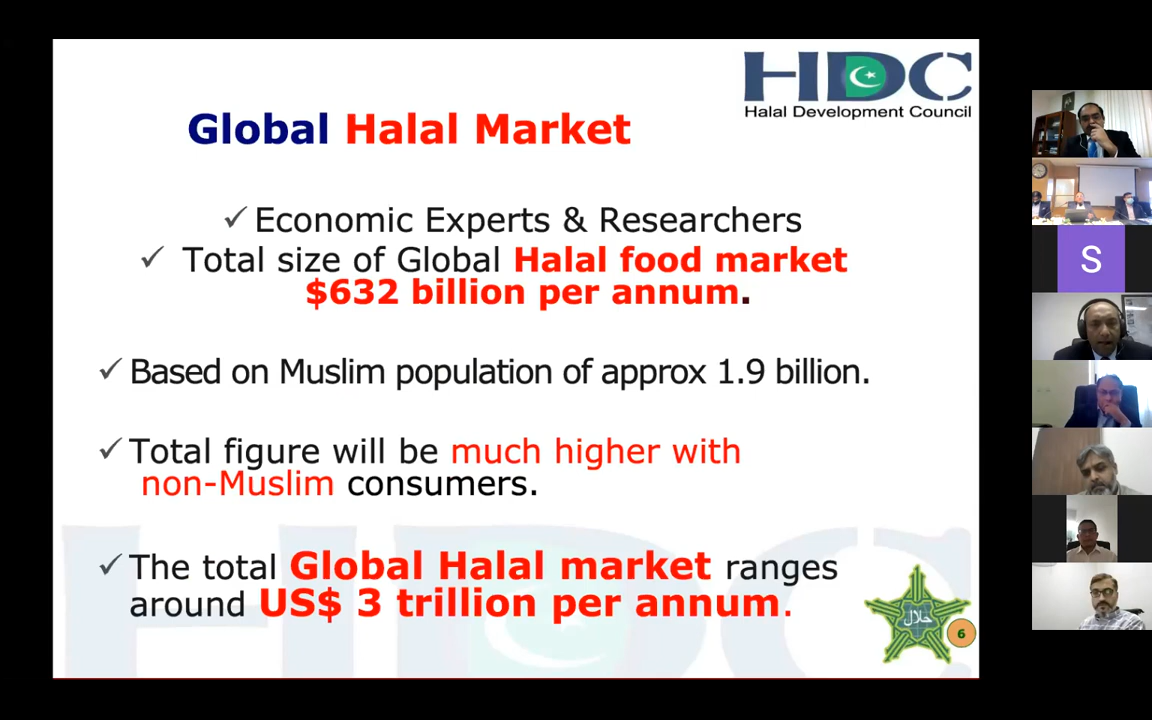 HDC
Halal Development Council
Global Halal Market
✓ Economic Experts & Researchers
✓ Total size of Global Halal food market
$632 billion per annum.
✓ Based on Muslim population of approx 1.9 billion.
✓ Total figure will be much higher with
non-Muslim consumers.
✓ The total Global Halal market ranges
around US$ 3 trillion per annum.
حلال
6
S
HDC